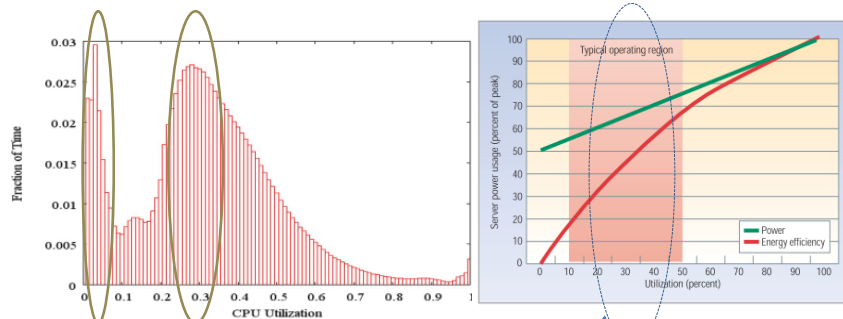 0.03
0.025
0.02
0.015
0.01
0.005
0
Fraction of Time
0 0.1 0.2 0.3 0.4 0.5 0.6 0.7 0.8 0.9 1
CPU Utilization
Typical operating region
100
90
80
70
60
50
40
30
20
10
0
Server power usage (percent of peak)
Power
Energy efficiency
0 10 20 30 40 50 60 70 80 90 100
Utilization (percent)